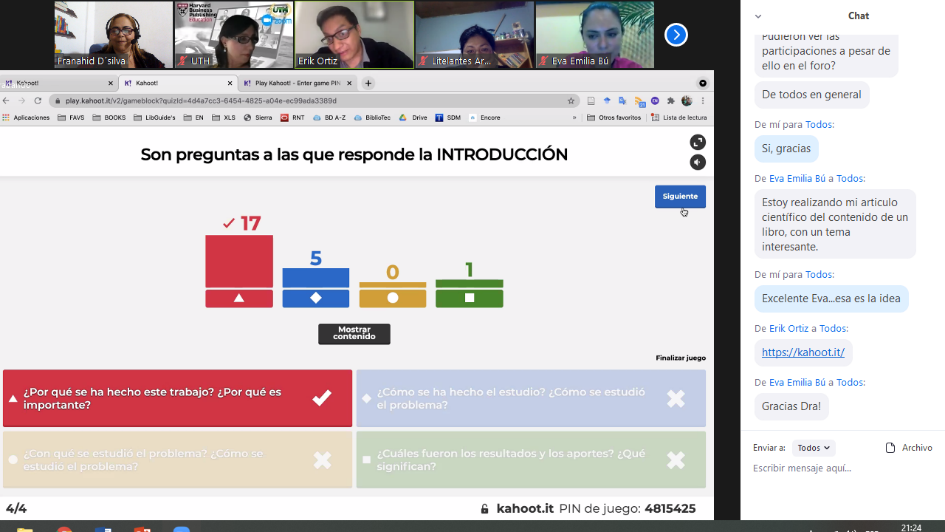 Harvard
Business
Publishing
Education
UTH
zoom
Franahid D´silva
UTH
Erik Ortiz
Litelantes Ar...
Eva Emilia Bú
Kahoot!
Kahoot!
Play Kahoot! - Enter game PIN
play.kahoot.it/v2/gameblock?quizId=4d4a7cc3-6454-4825-a04e-ec99eda3389d
Aplicaciones
FAVS
BOOKS
LibGuide's
EN
XLS
Sierra
RNT
BD A-Z
BiblioTec
Drive
SDM
Encore
»
Otros favoritos
Lista de lectura
Son preguntas a las que responde la INTRODUCCIÓN
Siguiente
17
5
0
1
Mostrar
contenido
Finalizar juego
¿Por qué se ha hecho este trabajo? ¿Por qué es
importante?
¿Cómo se ha hecho el estudio? ¿Cómo se estudió
el problema?
¿Con qué se estudió el problema? ¿Cómo se
estudió el problema?
¿Cuáles fueron los resultados y los aportes? ¿Qué
significan?
4/4
kahoot.it PIN de juego: 4815425
Chat
Pudieron ver las
participaciones a pesar de
ello en el foro?
De todos en general
De mí para Todos:
Si, gracias
De Eva Emilia Bú a Todos:
Estoy realizando mi articulo
científico del contenido de un
libro, con un tema
interesante.
De mí para Todos:
Excelente Eva...esa es la idea
De Erik Ortiz a Todos:
https://kahoot.it/
De Eva Emilia Bú a Todos:
Gracias Dra!
Enviar a: Todos
Archivo
Escribir mensaje aquí...
21:24